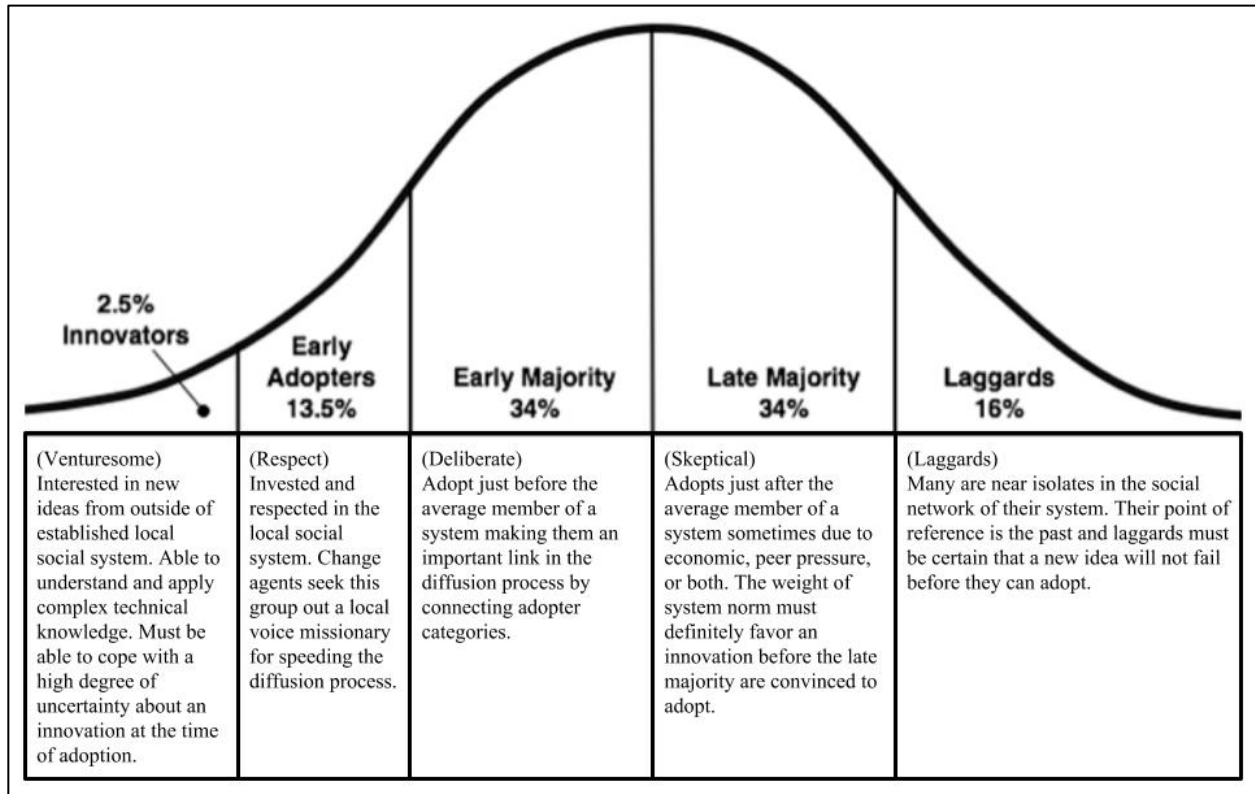 2.5%
Innovators
Early
Adopters
13.5%
Early Majority
34%
Late Majority
34%
Laggards
16%
(Venturesome)
Interested in new
ideas from outside of
established local
social system. Able to
understand and apply
complex technical
knowledge. Must be
able to cope with a
high degree of
uncertainty about an
innovation at the time
of adoption.
(Respect)
Invested and
respected in the
local social
system. Change
agents seek this
group out a local
voice missionary
for speeding the
diffusion process.
(Deliberate)
Adopt just before the
average member of a
system making them an
important link in the
diffusion process by
connecting adopter
categories.
(Skeptical)
Adopts just after the
average member of a
system sometimes due to
economic, peer pressure,
or both. The weight of
system norm must
definitely favor an
innovation before the late
majority are convinced to
adopt.
(Laggards)
Many are near isolates in the social
network of their system. Their point of
reference is the past and laggards must
be certain that a new idea will not fail
before they can adopt.